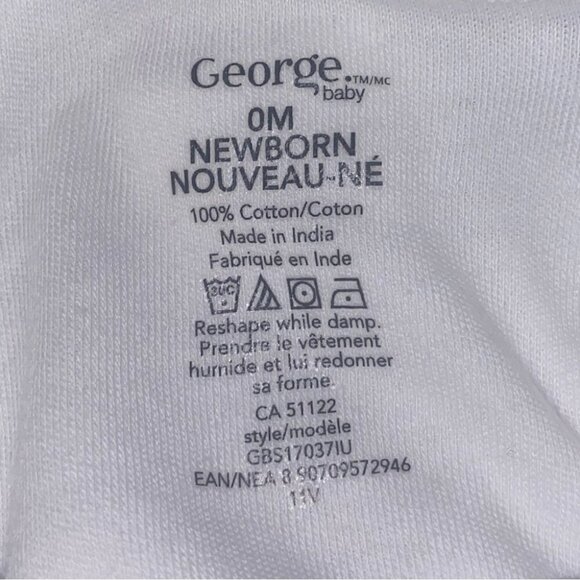 George.TM/MC
baby
0M
NEWBORN
NOUVEAU-NÉ
100% Cotton/Coton
Made in India
Fabriqué en Inde
Reshape while damp.
Prendre le vêtement
humide et lui redonner
sa forme.
CA 51122
style/modèle
GBS17037IU
EAN/NEA 8 90709572946